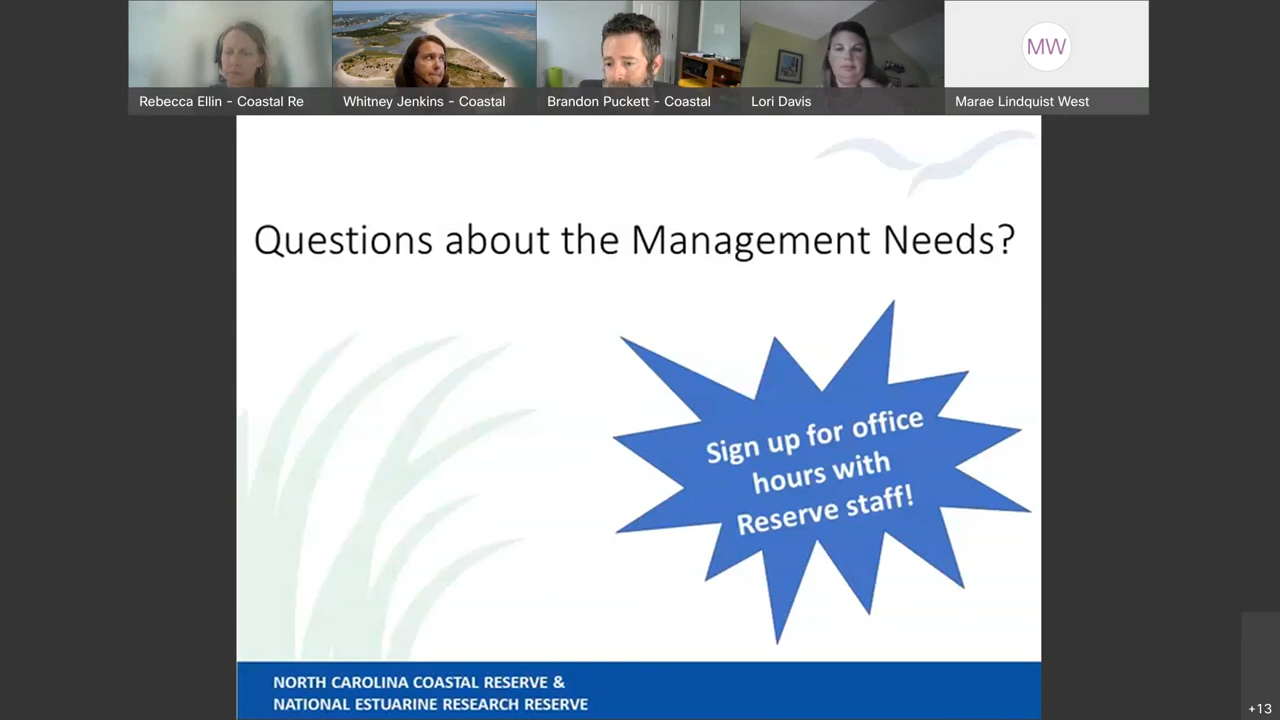 Rebecca Ellin - Coastal Re
Whitney Jenkins - Coastal
Brandon Puckett - Coastal
Lori Davis
MW
Marae Lindquist West
Questions about the Management Needs?
Sign up for office
hours with
Reserve staff!
NORTH CAROLINA COASTAL RESERVE &
NATIONAL ESTUARINE RESEARCH RESERVE
+13